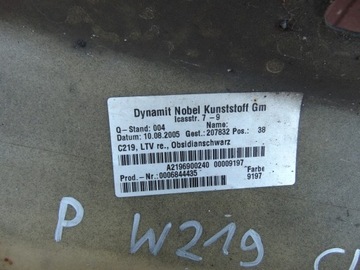 Dynamit Nobel Kunststoff Gm
Icasstr. 7 - 9
Q-Stand: 004 Name:
Datum: 10.08.2005 Gest.: 207832 Pos.: 38
C219, LTV re., Obsidianschwarz
A2196900240 00009197
Prod.-Nr.: 0006844435 Farbe
9197
P W219